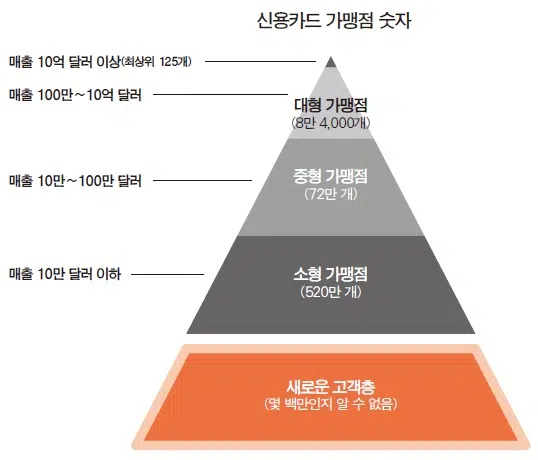 신용카드 가맹점 숫자
매출 10억 달러 이상(최상위 125개)
매출 100만~10억 달러
대형 가맹점
(8만 4,000개)
매출 10만~100만 달러
중형 가맹점
(72만 개)
매출 10만 달러 이하
소형 가맹점
(520만 개)
새로운 고객층
(몇 백만인지 알 수 없음)